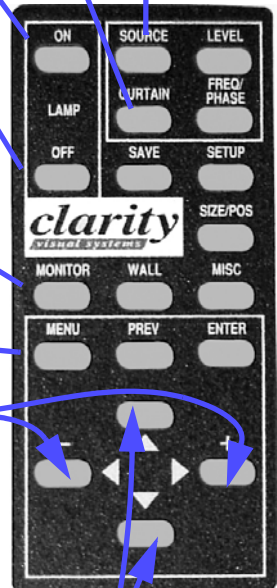 ON SOURCE LEVEL
LAMP CURTAIN FREQ/
PHASE
OFF SAVE SETUP
clarity
visual systems
SIZE/POS
MONITOR WALL MISC
MENU PREV ENTER
- +